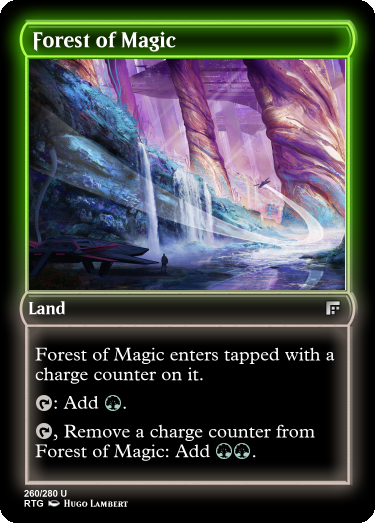 Forest of Magic
Land
Forest of Magic enters tapped with a
charge counter on it.
: Add .
, Remove a charge counter from
Forest of Magic: Add .
260/280 U
RTG Hugo Lambert